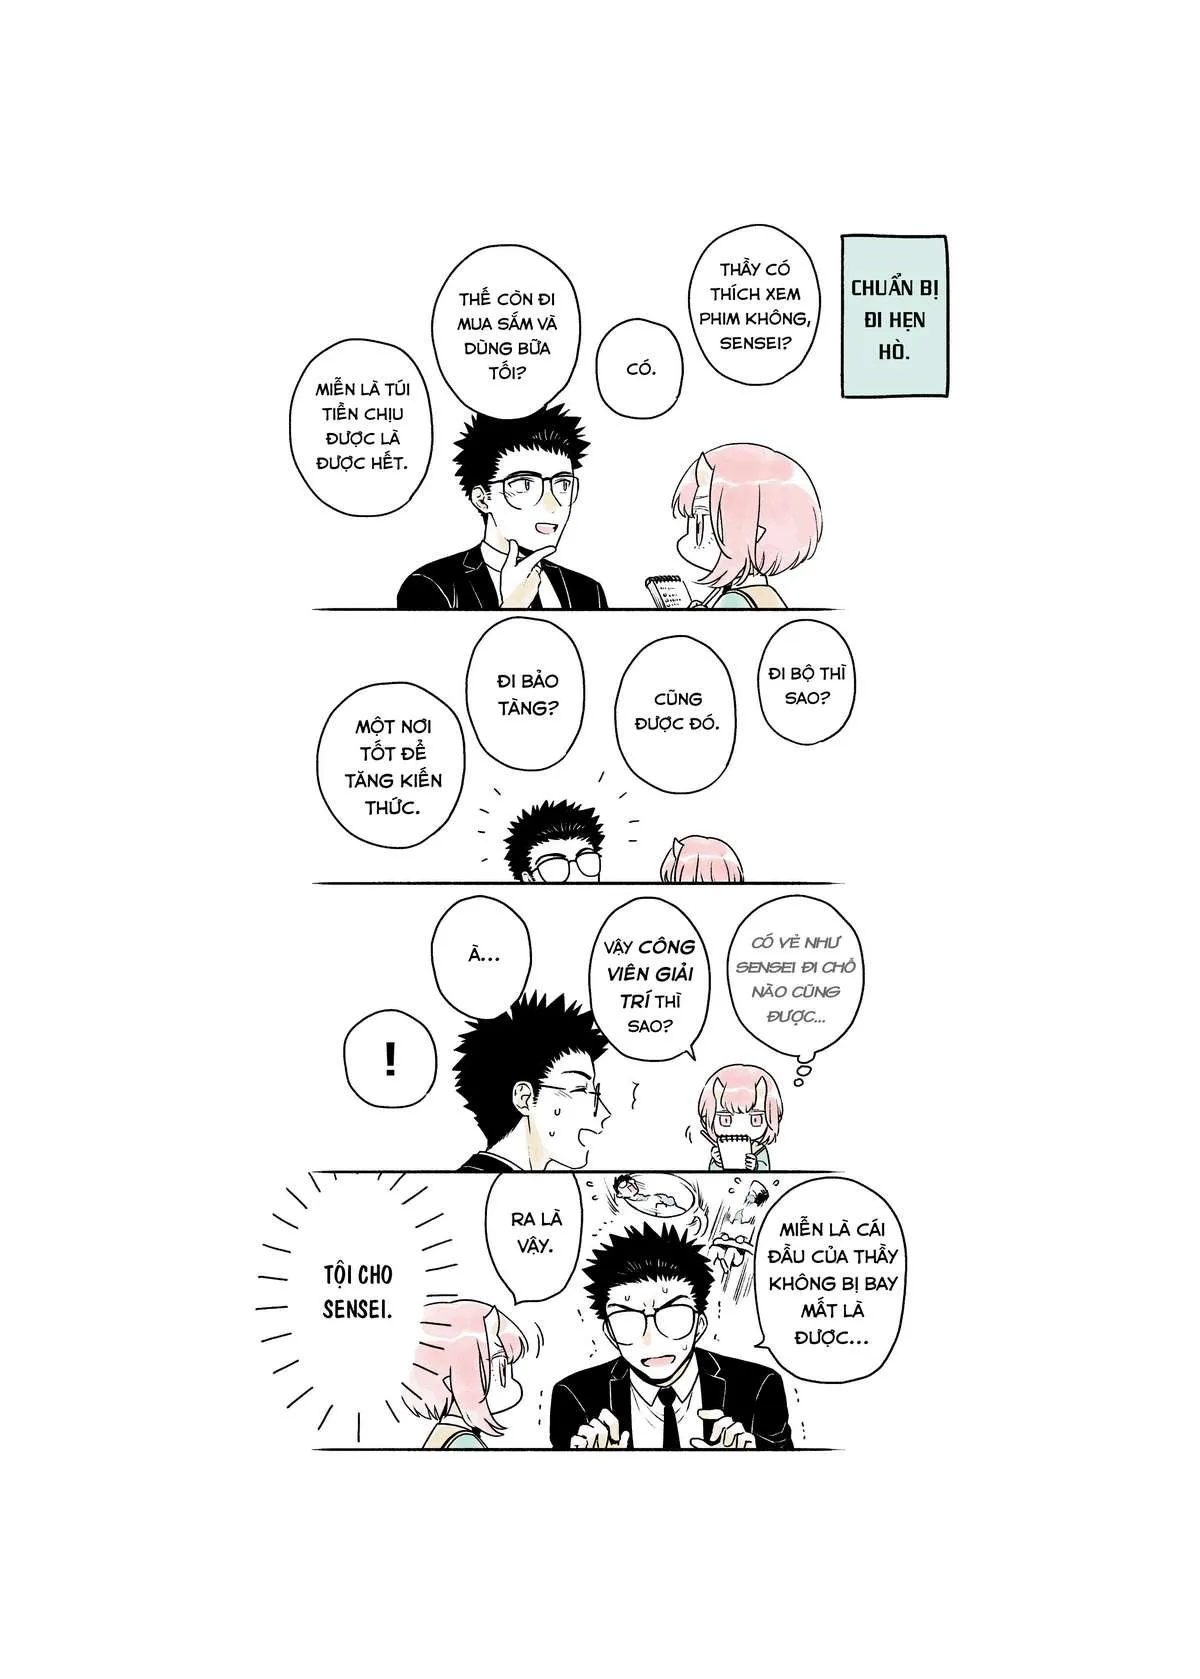 CHUẨN BỊ
ĐI HẸN
HÒ.
THẦY CÓ
THÍCH XEM
PHIM KHÔNG,
SENSEI?
CÓ.
THẾ CÒN ĐI
MUA SẮM VÀ
DÙNG BỮA
TỐI?
MIỄN LÀ TÚI
TIỀN CHỊU
ĐƯỢC LÀ
ĐƯỢC HẾT.
ĐI BỘ THÌ
SAO?
CŨNG
ĐƯỢC ĐÓ.
ĐI BẢO
TÀNG?
MỘT NƠI
TỐT ĐỂ
TĂNG KIẾN
THỨC.
CÓ VẺ NHƯ
SENSEI ĐI CHỖ
NÀO CŨNG
ĐƯỢC...
VẬY CÔNG
VIÊN GIẢI
TRÍ THÌ
SAO?
À...
!
MIỄN LÀ CÁI
ĐẦU CỦA THẦY
KHÔNG BỊ BAY
MẤT LÀ
ĐƯỢC...
RA LÀ
VẬY.
TỘI CHO
SENSEI.